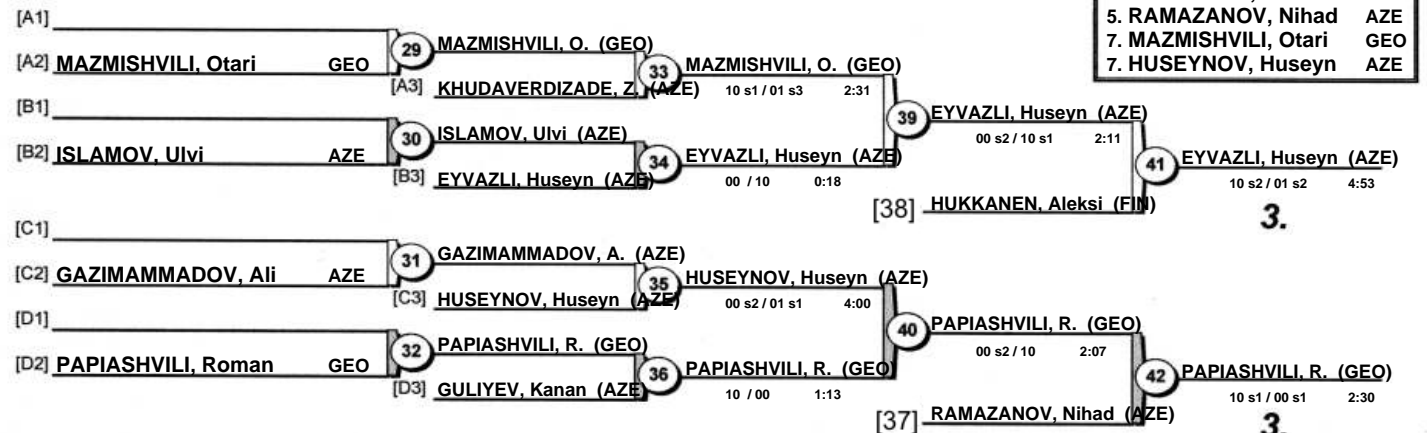 5. RAMAZANOV, Nihad AZE
7. MAZMISHVILI, Otari GEO
7. HUSEYNOV, Huseyn AZE
[A1]
[A2] MAZMISHVILI, Otari GEO
29
MAZMISHVILI, O. (GEO)
[A3] KHUDAVERDIZADE, Z. (AZE)
33
MAZMISHVILI, O. (GEO)
10 s1 / 01 s3 2:31
[B1]
[B2] ISLAMOV, Ulvi AZE
30
ISLAMOV, Ulvi (AZE)
[B3] EYVAZLI, Huseyn (AZE)
34
EYVAZLI, Huseyn (AZE)
00 / 10 0:18
39
EYVAZLI, Huseyn (AZE)
00 s2 / 10 s1 2:11
[38] HUKKANEN, Aleksi (FIN)
41
EYVAZLI, Huseyn (AZE)
10 s2 / 01 s2 4:53
3.
[C1]
[C2] GAZIMAMMADOV, Ali AZE
31
GAZIMAMMADOV, A. (AZE)
[C3] HUSEYNOV, Huseyn (AZE)
35
HUSEYNOV, Huseyn (AZE)
00 s2 / 01 s1 4:00
[D1]
[D2] PAPIASHVILI, Roman GEO
32
PAPIASHVILI, R. (GEO)
[D3] GULIYEV, Kanan (AZE)
36
PAPIASHVILI, R. (GEO)
10 / 00 1:13
40
PAPIASHVILI, R. (GEO)
00 s2 / 10 2:07
[37] RAMAZANOV, Nihad (AZE)
42
PAPIASHVILI, R. (GEO)
10 s1 / 00 s1 2:30
3.